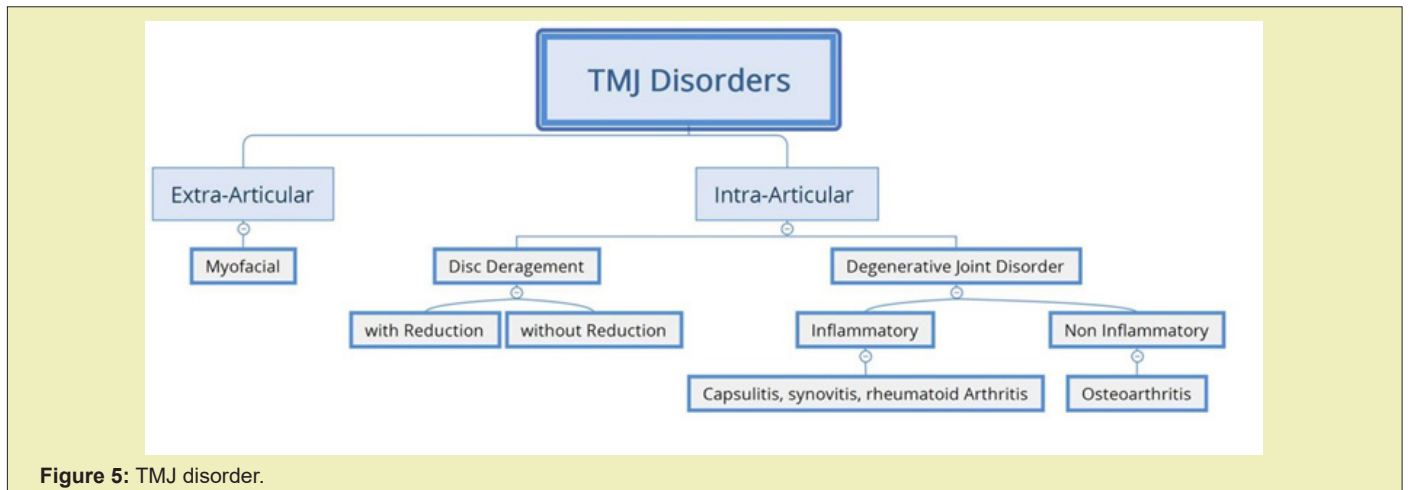 TMJ Disorders
Extra-Articular
Intra-Articular
Myofacial
Disc Deragement
Degenerative Joint Disorder
with Reduction
without Reduction
Inflammatory
Non Inflammatory
Capsulitis, synovitis, rheumatoid Arthritis
Osteoarthritis
Figure 5: TMJ disorder.